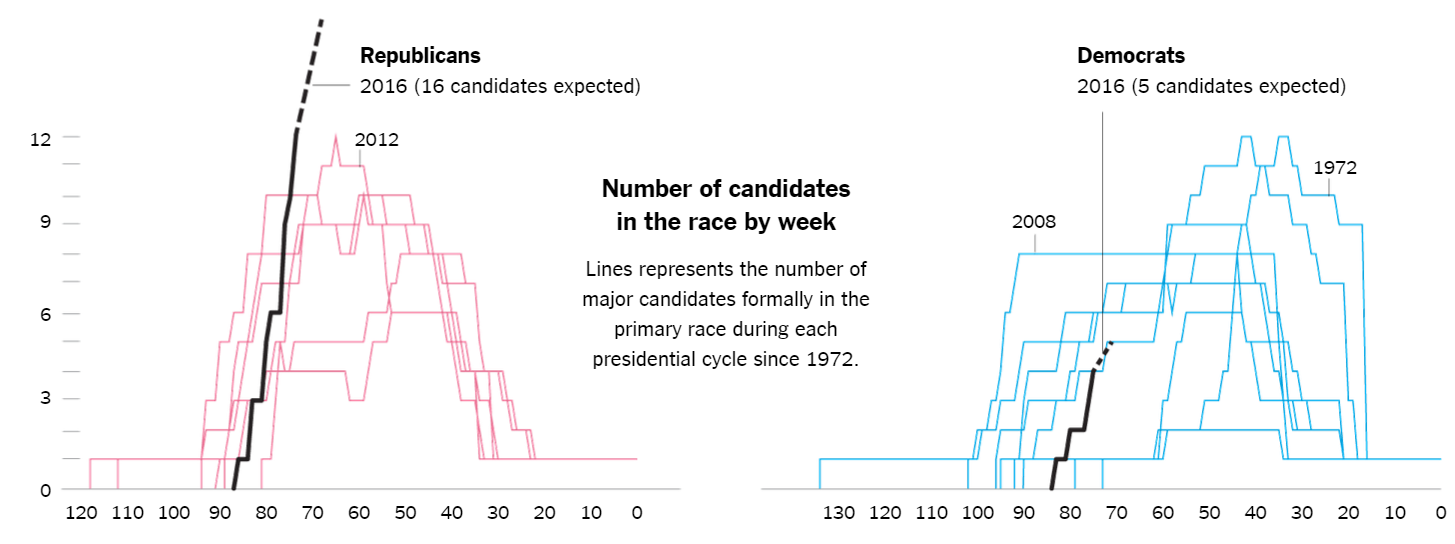 Republicans
2016 (16 candidates expected)
Democrats
2016 (5 candidates expected)
12
9
6
3
0
2012
Number of candidates
in the race by week
Lines represents the number of
major candidates formally in the
primary race during each
presidential cycle since 1972.
2008
1972
120 110 100 90 80 70 60 50 40 30 20 10 0
130 120 110 100 90 80 70 60 50 40 30 20 10 0